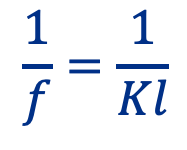 1/f = 1/Kl